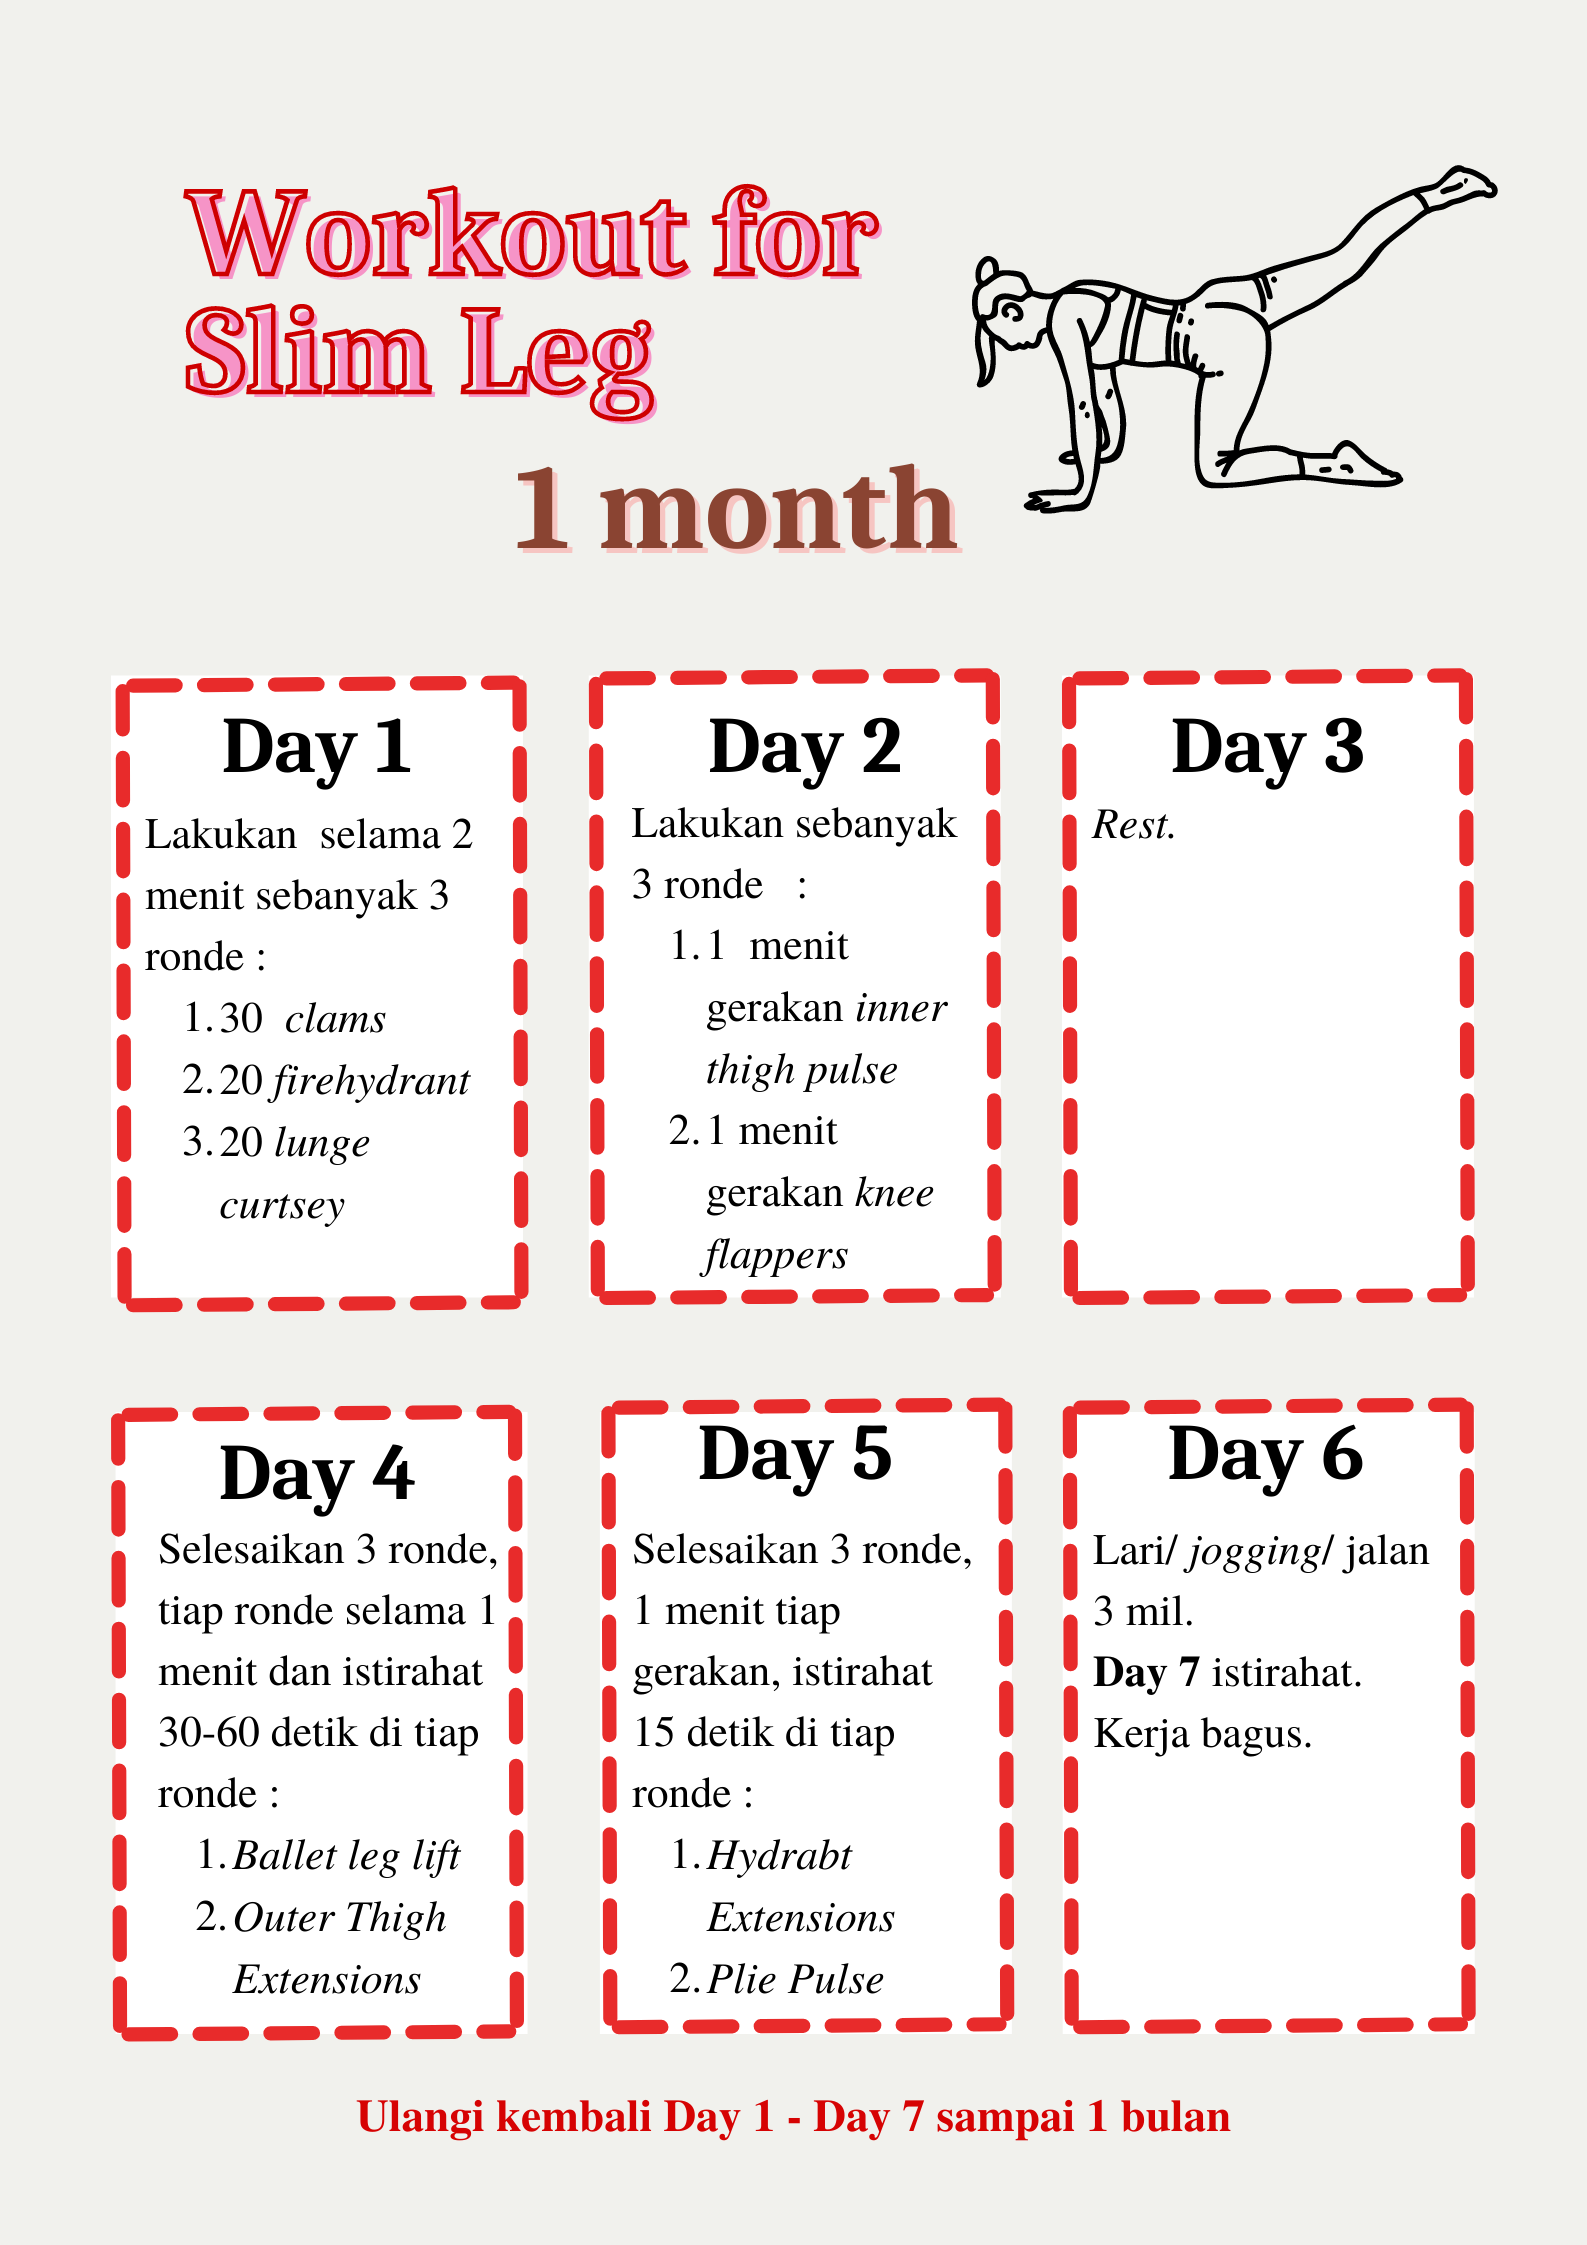 Workout for
Slim Leg
1 month
Day 1
Lakukan selama 2
menit sebanyak 3
ronde :
1. 30 clams
2. 20 firehydrant
3. 20 lunge
curtsey
Day 2
Lakukan sebanyak
3 ronde :
1. 1 menit
gerakan inner
thigh pulse
2. 1 menit
gerakan knee
flappers
Day 3
Rest.
Day 4
Selesaikan 3 ronde,
tiap ronde selama 1
menit dan istirahat
30-60 detik di tiap
ronde :
1. Ballet leg lift
2. Outer Thigh
Extensions
Day 5
Selesaikan 3 ronde,
1 menit tiap
gerakan, istirahat
15 detik di tiap
ronde :
1. Hydrabt
Extensions
2. Plie Pulse
Day 6
Lari/ jogging/ jalan
3 mil.
Day 7 istirahat.
Kerja bagus.
Ulangi kembali Day 1 - Day 7 sampai 1 bulan